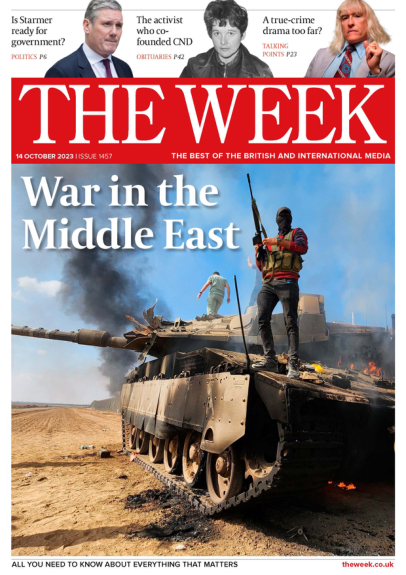 Is Starmer
ready for
government?
POLITICS P6
The activist
who co-
founded CND
OBITUARIES P42
A true-crime
drama too far?
TALKING
POINTS P23
THE WEEK
14 OCTOBER 2023 | ISSUE 1457
THE BEST OF THE BRITISH AND INTERNATIONAL MEDIA
War in the
Middle East
ALL YOU NEED TO KNOW ABOUT EVERYTHING THAT MATTERS
theweek.co.uk